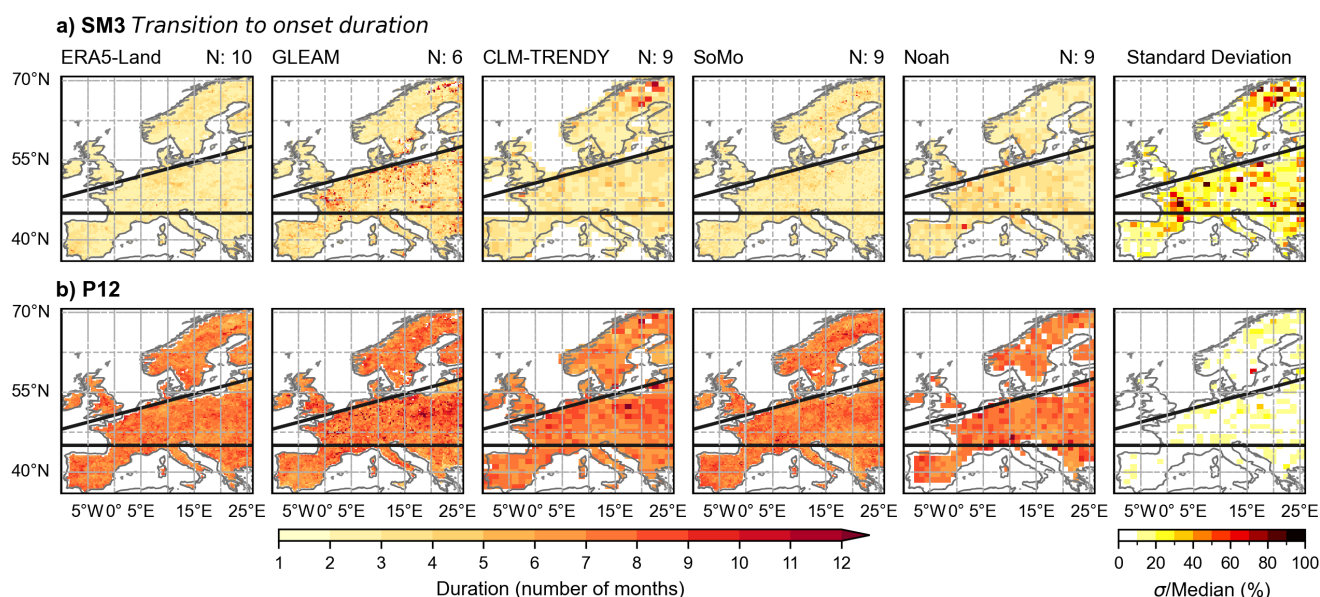 a) SM3 Transition to onset duration
ERA5-Land N: 10 GLEAM N: 6 CLM-TRENDY N: 9 SoMo N: 9 Noah N: 9 Standard Deviation
70°N
55°N
40°N
b) P12
70°N
55°N
40°N
5°W 0° 5°E 15°E 25°E 5°W 0° 5°E 15°E 25°E 5°W 0° 5°E 15°E 25°E 5°W 0° 5°E 15°E 25°E 5°W 0° 5°E 15°E 25°E 5°W 0° 5°E 15°E 25°E
1 2 3 4 5 6 7 8 9 10 11 12 0 20 40 60 80 100
Duration (number of months) σ/Median (%)